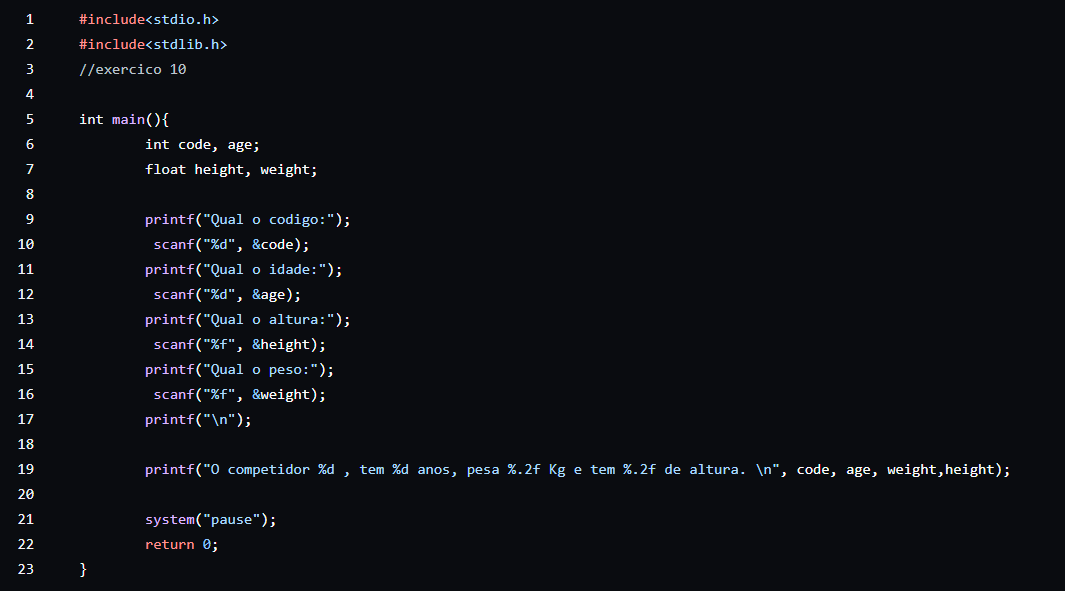 1 #include<stdio.h>
2 #include<stdlib.h>
3 //exercico 10
4
5 int main(){
6 int code, age;
7 float height, weight;
8
9 printf("Qual o codigo:");
10 scanf("%d", &code);
11 printf("Qual o idade:");
12 scanf("%d", &age);
13 printf("Qual o altura:");
14 scanf("%f", &height);
15 printf("Qual o peso:");
16 scanf("%f", &weight);
17 printf("\n");
18
19 printf("O competidor %d , tem %d anos, pesa %.2f Kg e tem %.2f de altura. \n", code, age, weight,height);
20
21 system("pause");
22 return 0;
23 }